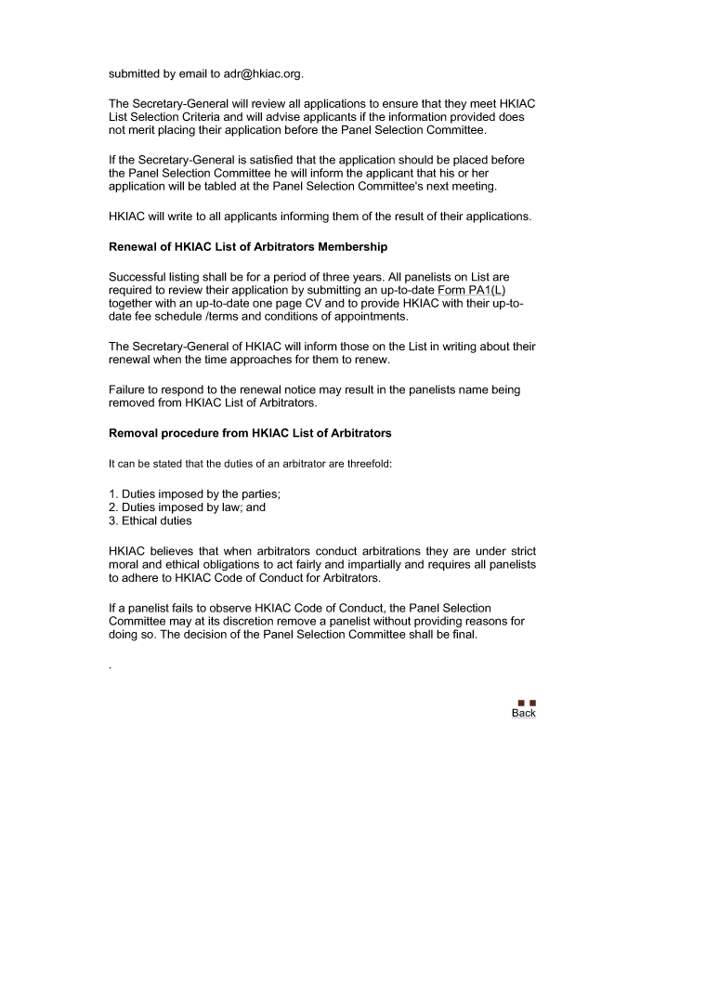 submitted by email to adr@hkiac.org.
The Secretary-General will review all applications to ensure that they meet HKIAC
List Selection Criteria and will advise applicants if the information provided does
not merit placing their application before the Panel Selection Committee.
If the Secretary-General is satisfied that the application should be placed before
the Panel Selection Committee he will inform the applicant that his or her
application will be tabled at the Panel Selection Committee's next meeting.
HKIAC will write to all applicants informing them of the result of their applications.
Renewal of HKIAC List of Arbitrators Membership
Successful listing shall be for a period of three years. All panelists on List are
required to review their application by submitting an up-to-date Form PA1(L)
together with an up-to-date one page CV and to provide HKIAC with their up-to-
date fee schedule /terms and conditions of appointments.
The Secretary-General of HKIAC will inform those on the List in writing about their
renewal when the time approaches for them to renew.
Failure to respond to the renewal notice may result in the panelists name being
removed from HKIAC List of Arbitrators.
Removal procedure from HKIAC List of Arbitrators
It can be stated that the duties of an arbitrator are threefold:
1. Duties imposed by the parties;
2. Duties imposed by law; and
3. Ethical duties
HKIAC believes that when arbitrators conduct arbitrations they are under strict
moral and ethical obligations to act fairly and impartially and requires all panelists
to adhere to HKIAC Code of Conduct for Arbitrators.
If a panelist fails to observe HKIAC Code of Conduct, the Panel Selection
Committee may at its discretion remove a panelist without providing reasons for
doing so. The decision of the Panel Selection Committee shall be final.
.
Back